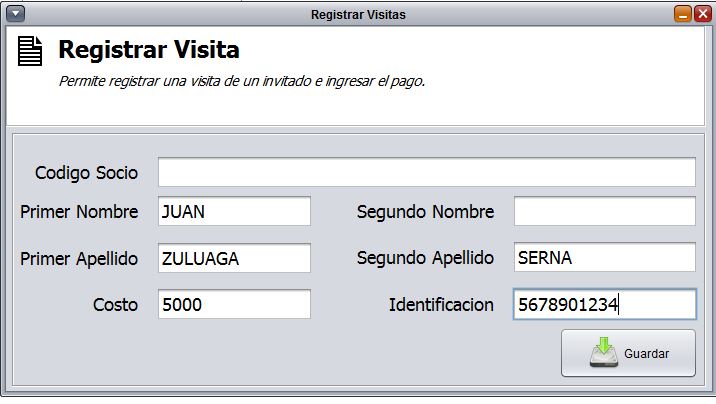 Registrar Visitas
Registrar Visita
Permite registrar una visita de un invitado e ingresar el pago.
Codigo Socio
Primer Nombre JUAN Segundo Nombre
Primer Apellido ZULUAGA Segundo Apellido SERNA
Costo 5000 Identificacion 5678901234
Guardar